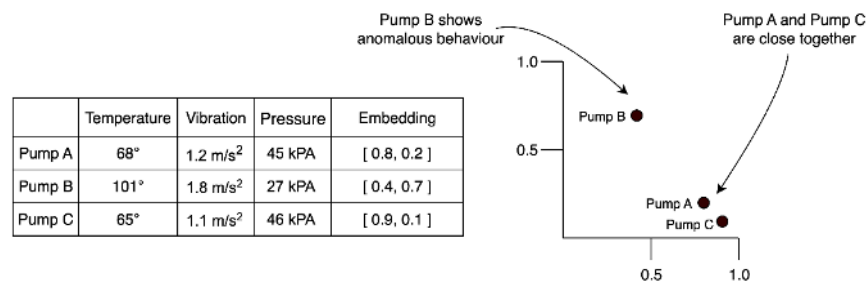 Pump B shows
anomalous behaviour
Pump A and Pump C
are close together
Temperature Vibration Pressure Embedding
Pump A 68° 1.2 m/s² 45 kPA [ 0.8, 0.2 ]
Pump B 101° 1.8 m/s² 27 kPA [ 0.4, 0.7 ]
Pump C 65° 1.1 m/s² 46 kPA [ 0.9, 0.1 ]
1.0
Pump B
0.5
Pump A
Pump C
0.5 1.0